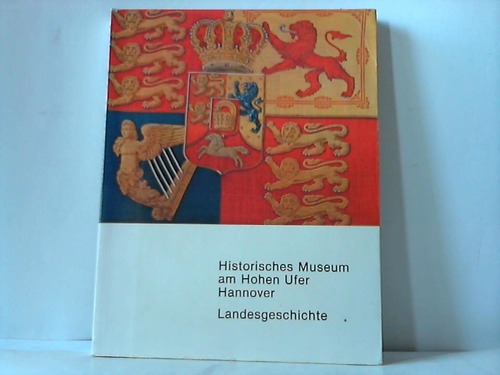 Historisches Museum
am Hohen Ufer
Hannover
Landesgeschichte